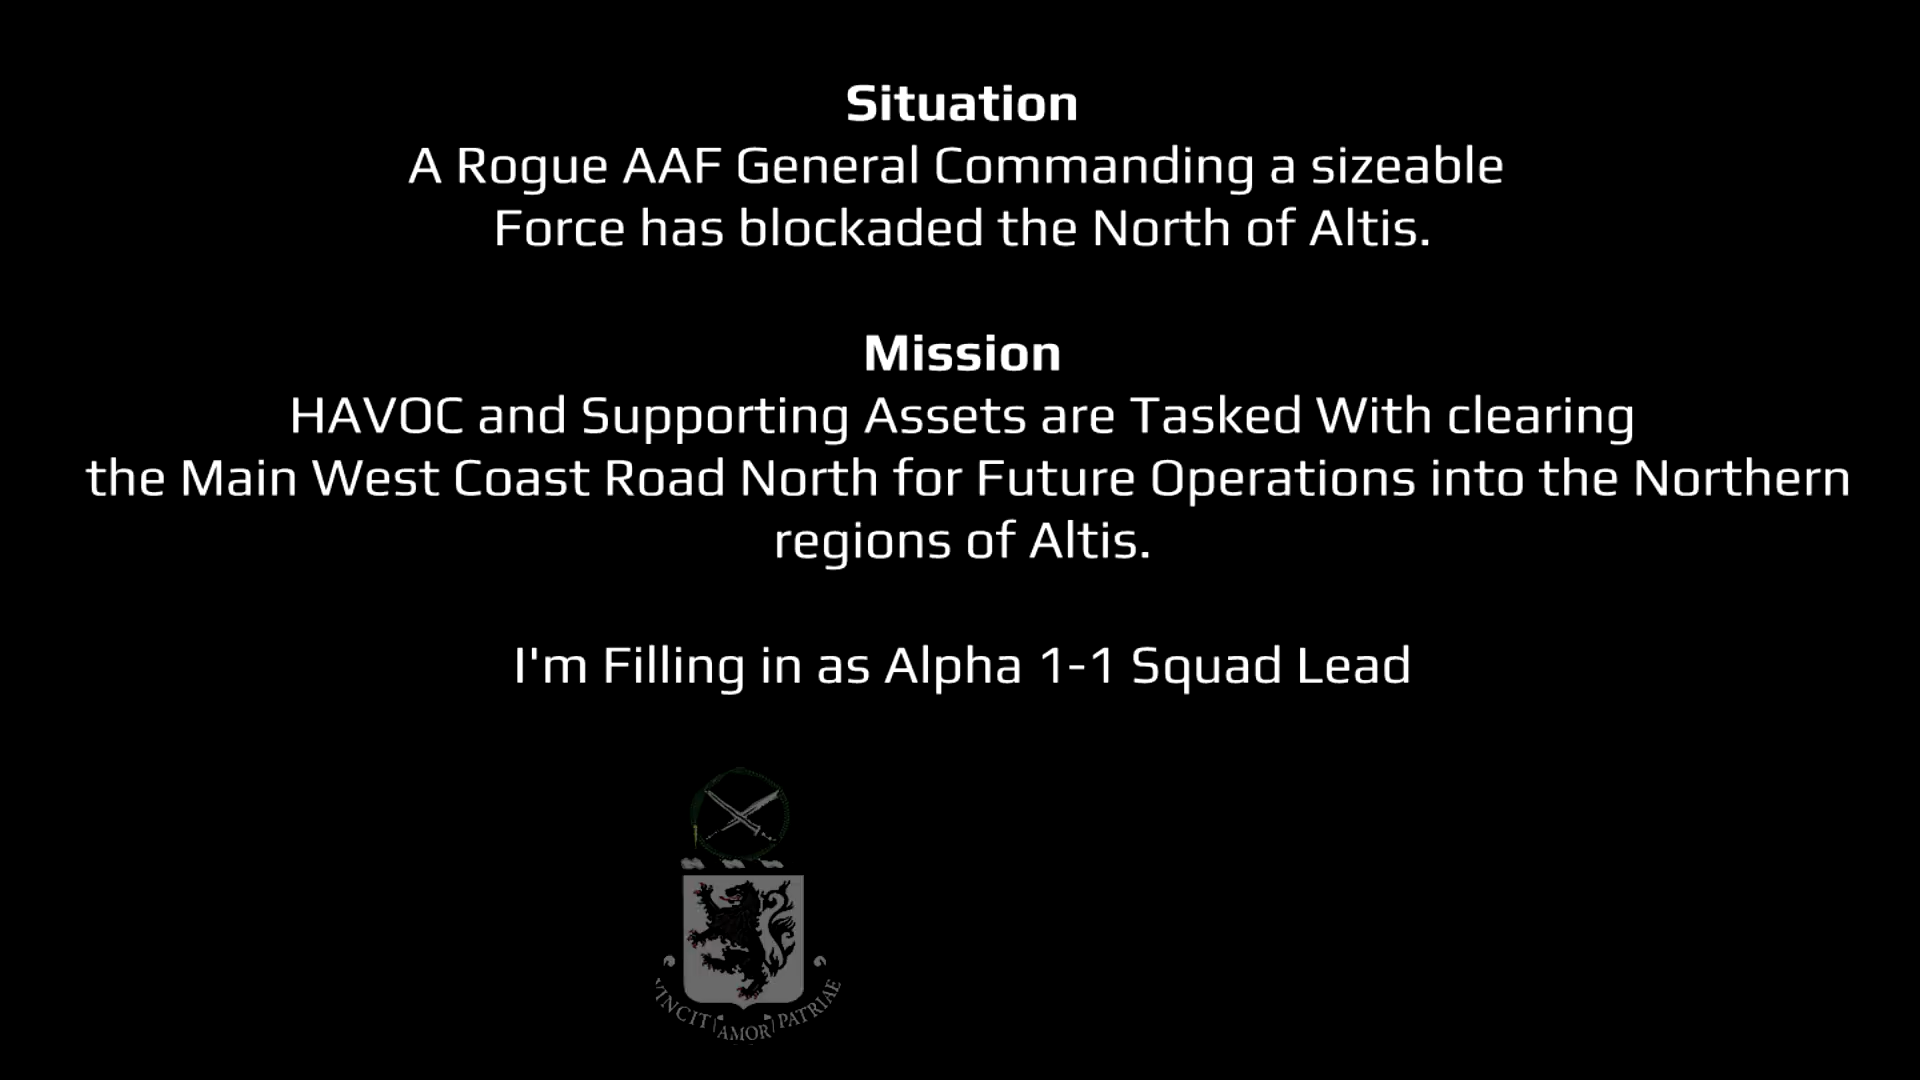 Situation
A Rogue AAF General Commanding a sizeable
Force has blockaded the North of Altis.
Mission
HAVOC and Supporting Assets are Tasked With clearing
the Main West Coast Road North for Future Operations into the Northern
regions of Altis.
I'm Filling in as Alpha 1-1 Squad Lead
VINCIT AMOR PATRIAE